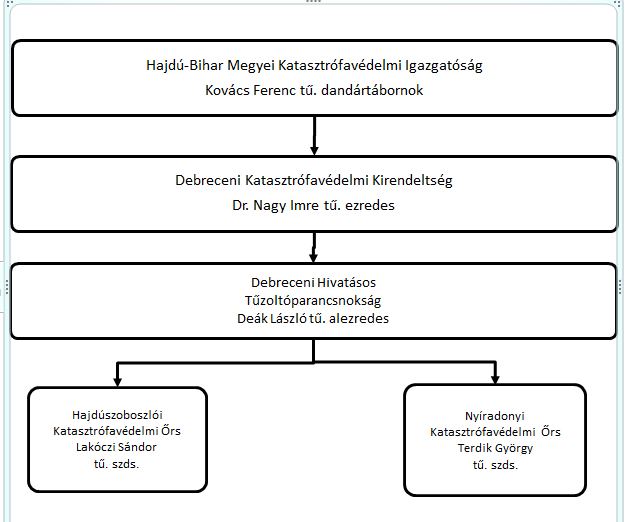 Hajdú-Bihar Megyei Katasztrófavédelmi Igazgatóság
Kovács Ferenc tű. dandártábornok
Debreceni Katasztrófavédelmi Kirendeltség
Dr. Nagy Imre tű. ezredes
Debreceni Hivatásos
Tűzoltóparancsnokság
Deák László tű. alezredes
Hajdúszoboszlói
Katasztrófavédelmi Őrs
Lakóczi Sándor
tű. szds.
Nyíradonyi
Katasztrófavédelmi Őrs
Terdik György
tű. szds.